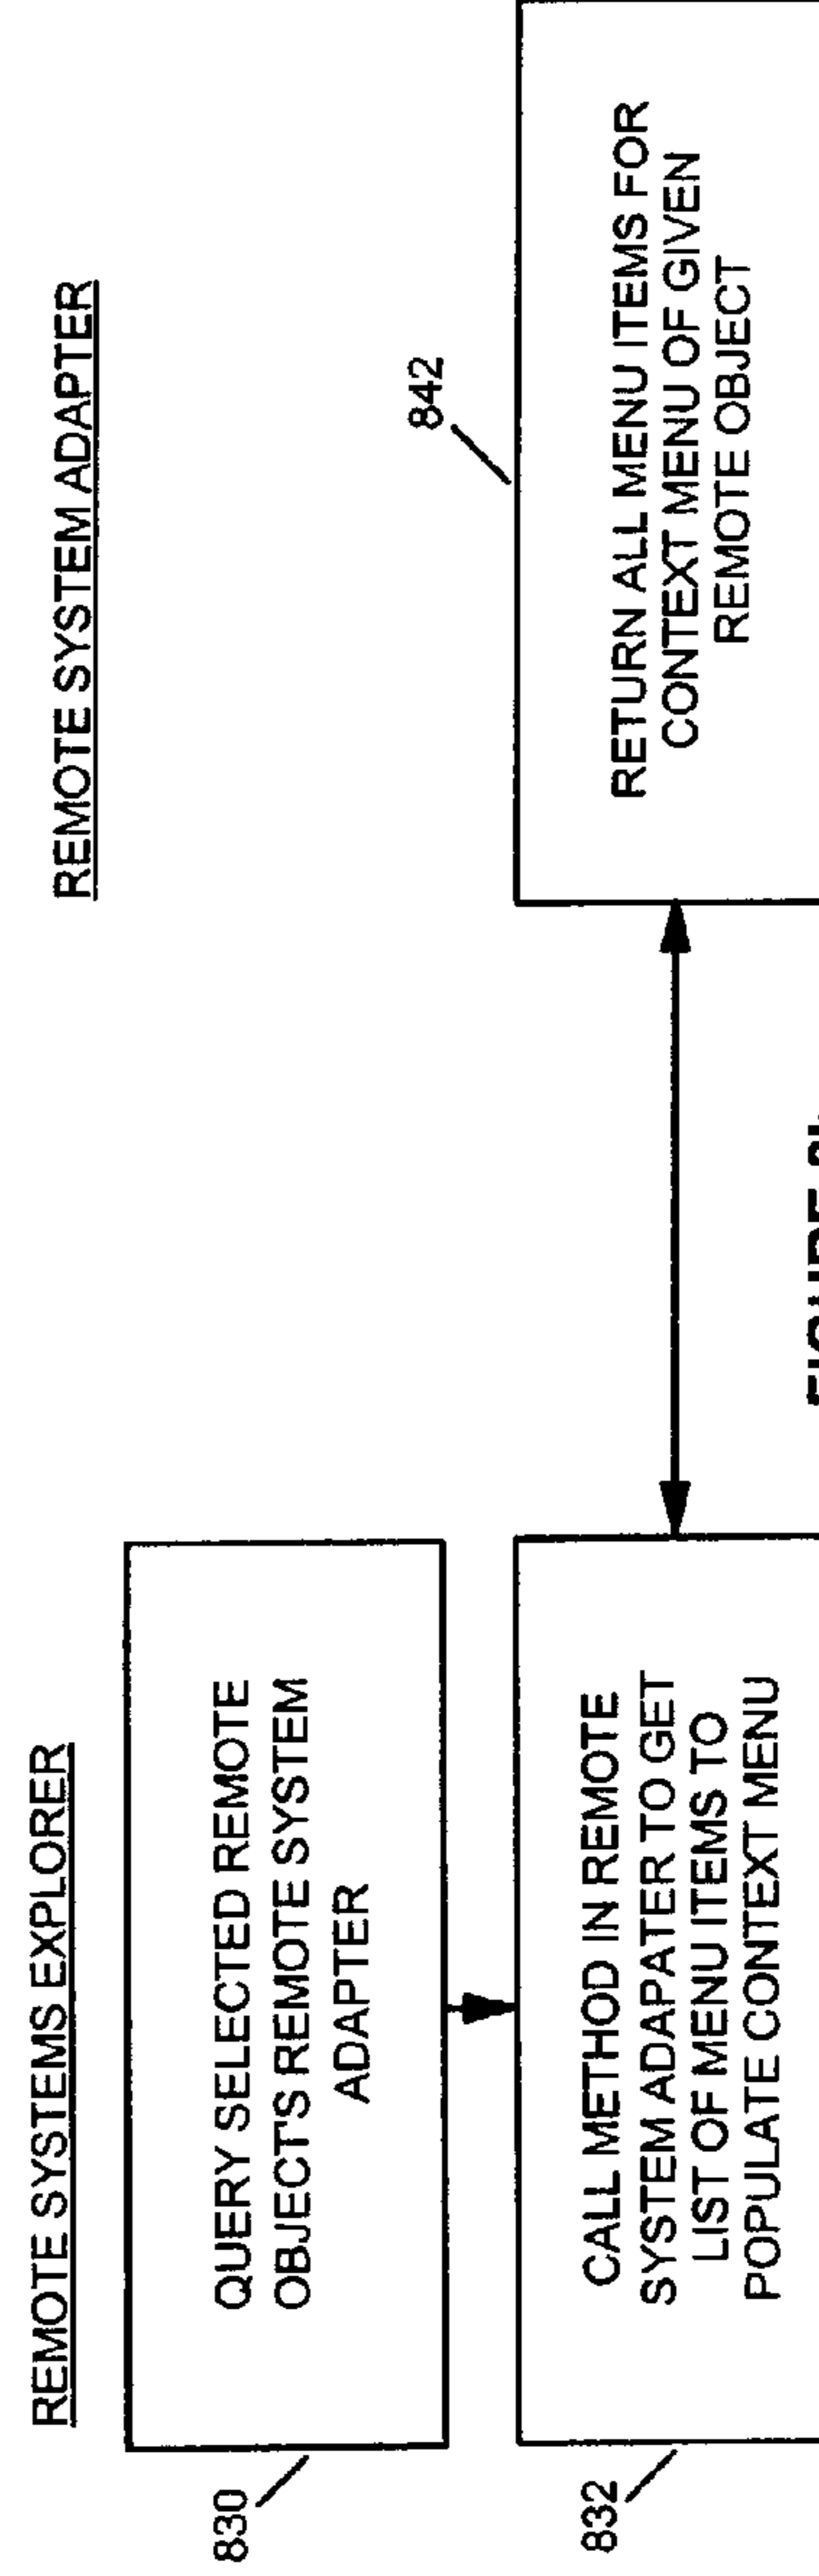 REMOTE SYSTEMS EXPLORER
REMOTE SYSTEM ADAPTER
830
QUERY SELECTED REMOTE
OBJECT'S REMOTE SYSTEM
ADAPTER
842
832
CALL METHOD IN REMOTE
SYSTEM ADAPATER TO GET
LIST OF MENU ITEMS TO
POPULATE CONTEXT MENU
RETURN ALL MENU ITEMS FOR
CONTEXT MENU OF GIVEN
REMOTE OBJECT